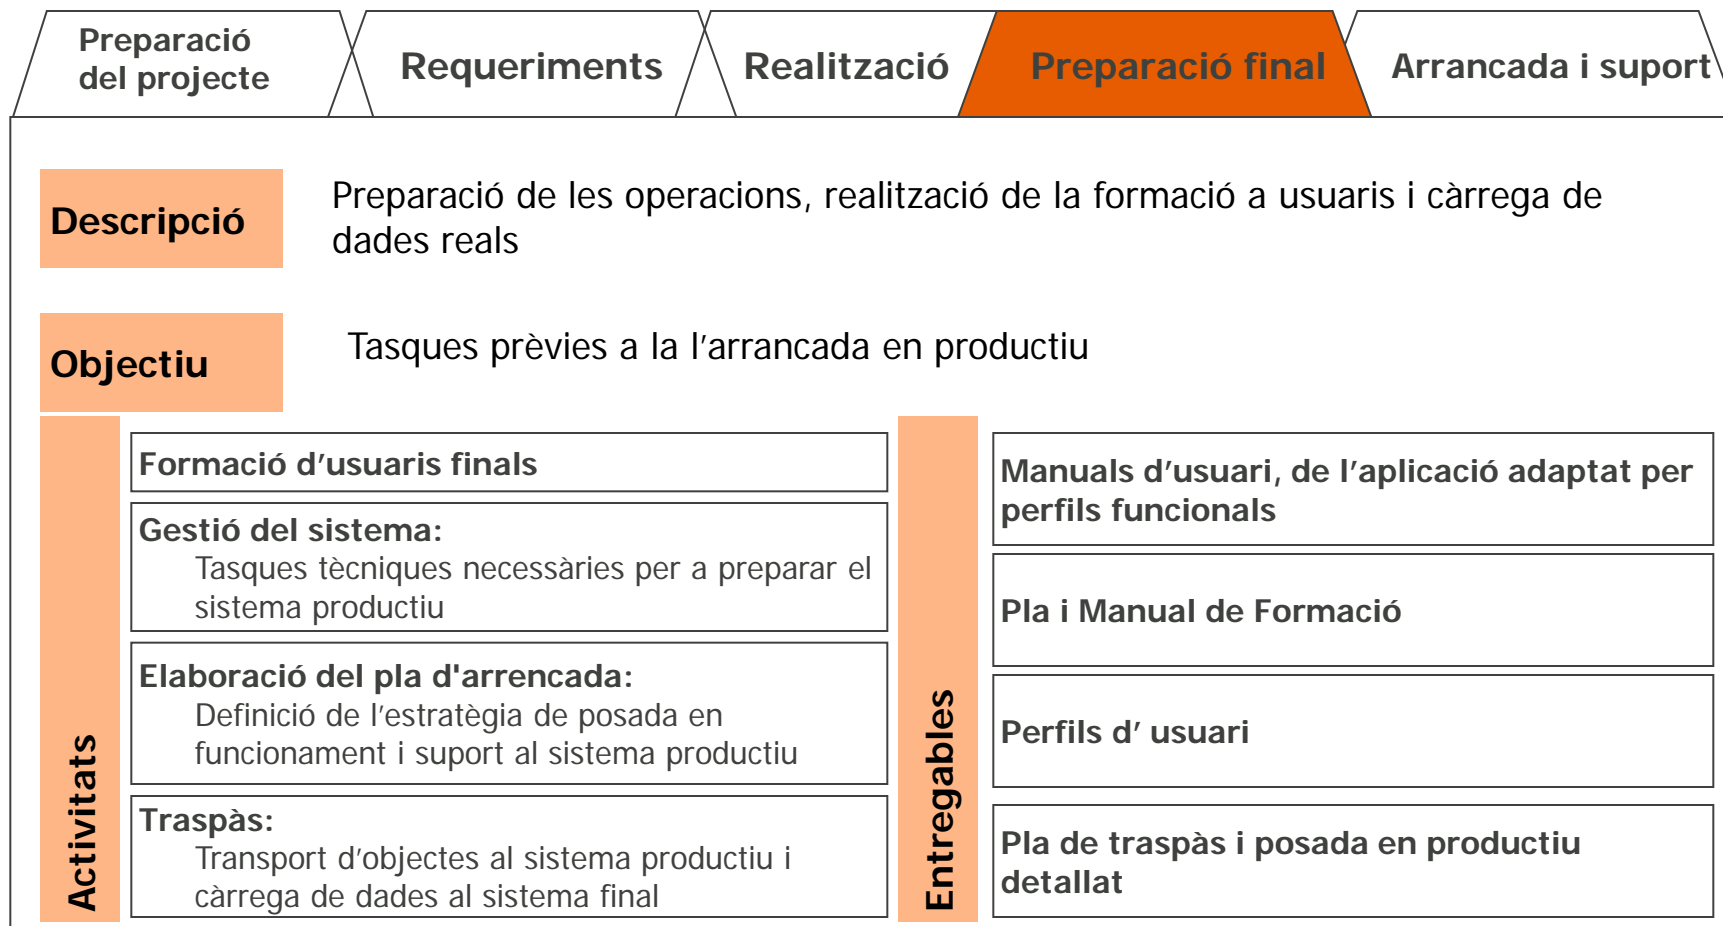 Preparació
del projecte
Requeriments
Realització
Preparació final
Arrancada i suport
Descripció
Preparació de les operacions, realització de la formació a usuaris i càrrega de
dades reals
Objectiu
Tasques prèvies a la l’arrancada en productiu
Activitats
Formació d’usuaris finals
Gestió del sistema:
Tasques tècniques necessàries per a preparar el
sistema productiu
Elaboració del pla d'arrencada:
Definició de l’estratègia de posada en
funcionament i suport al sistema productiu
Traspàs:
Transport d’objectes al sistema productiu i
càrrega de dades al sistema final
Entregables
Manuals d’usuari, de l’aplicació adaptat per
perfils funcionals
Pla i Manual de Formació
Perfils d’ usuari
Pla de traspàs i posada en productiu
detallat